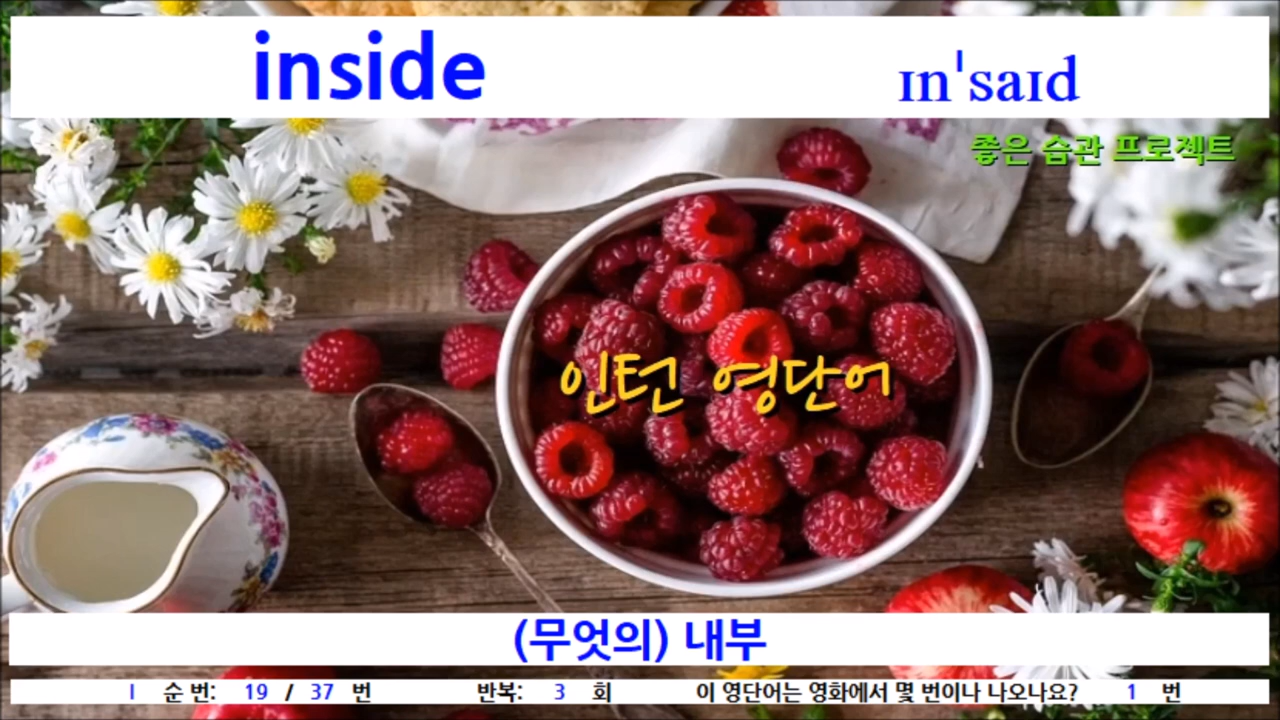 inside
ɪnˈsaɪd
좋은 습관 프로젝트
인턴 영단어
(무엇의) 내부
I 순 번: 19 / 37 번 반복: 3 회 이 영단어는 영화에서 몇 번이나 나오나요? 1 번